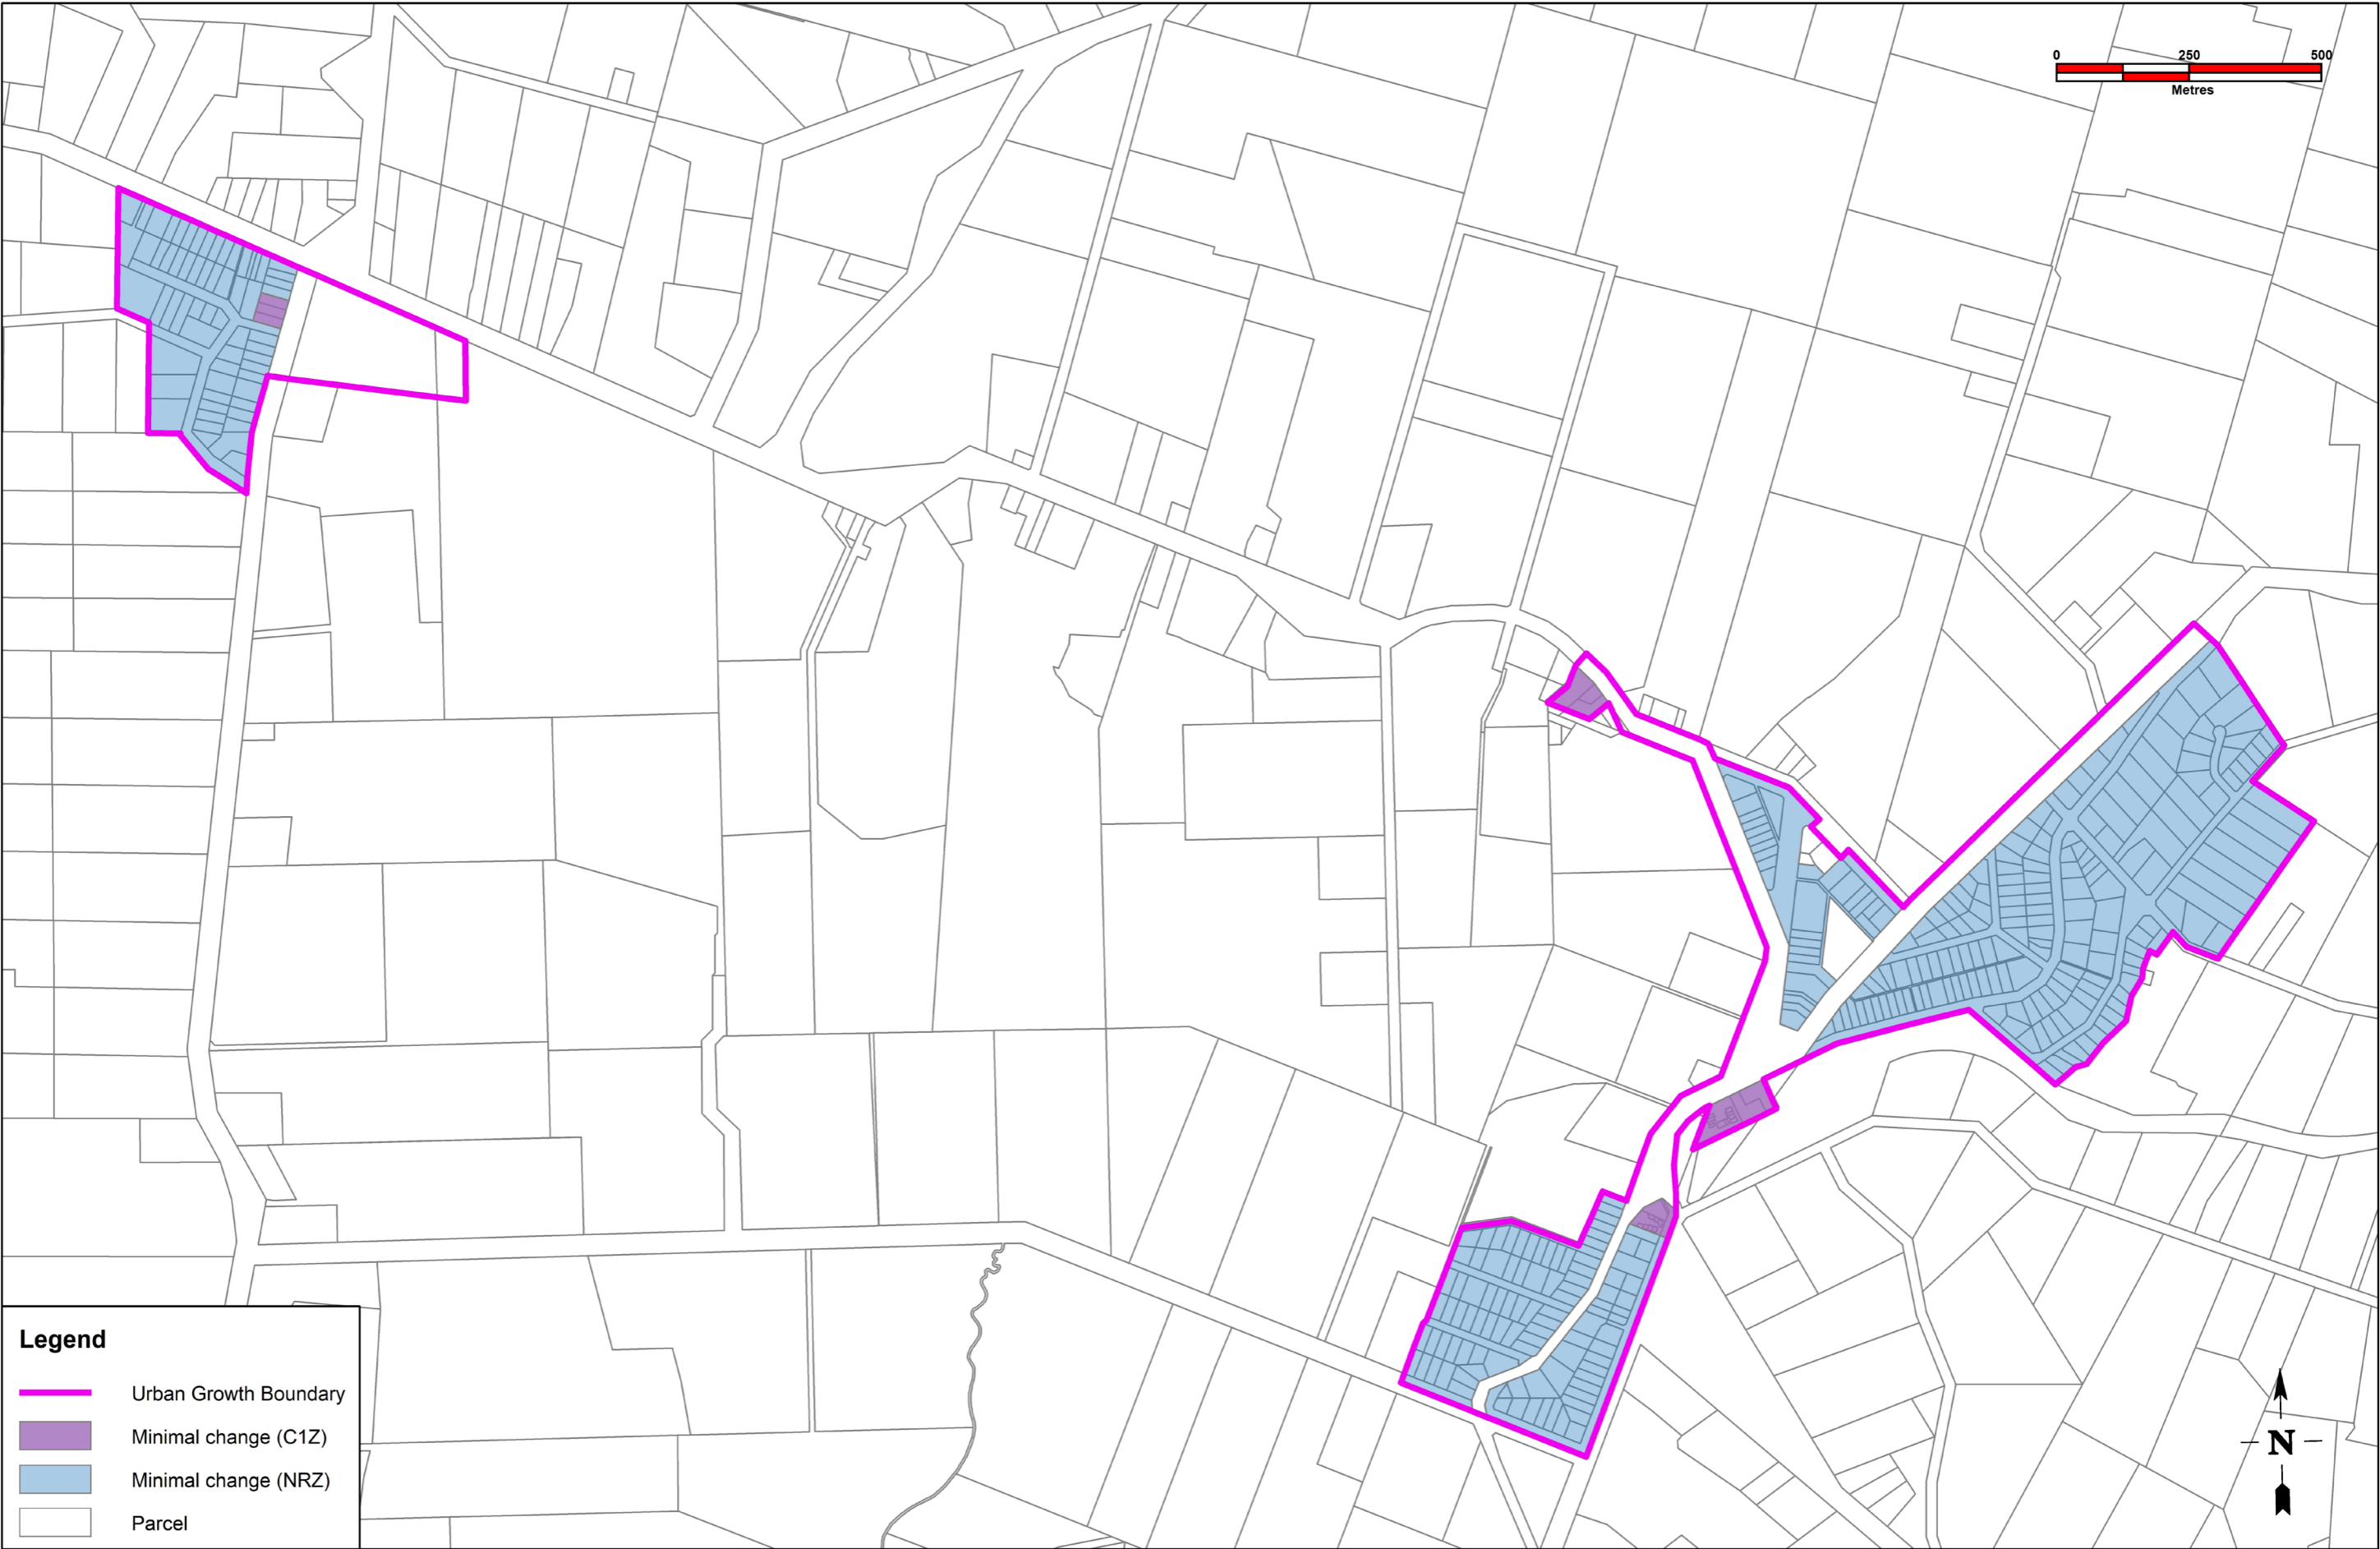 0 250 500
Metres
Legend
Urban Growth Boundary
Minimal change (C1Z)
Minimal change (NRZ)
Parcel
N